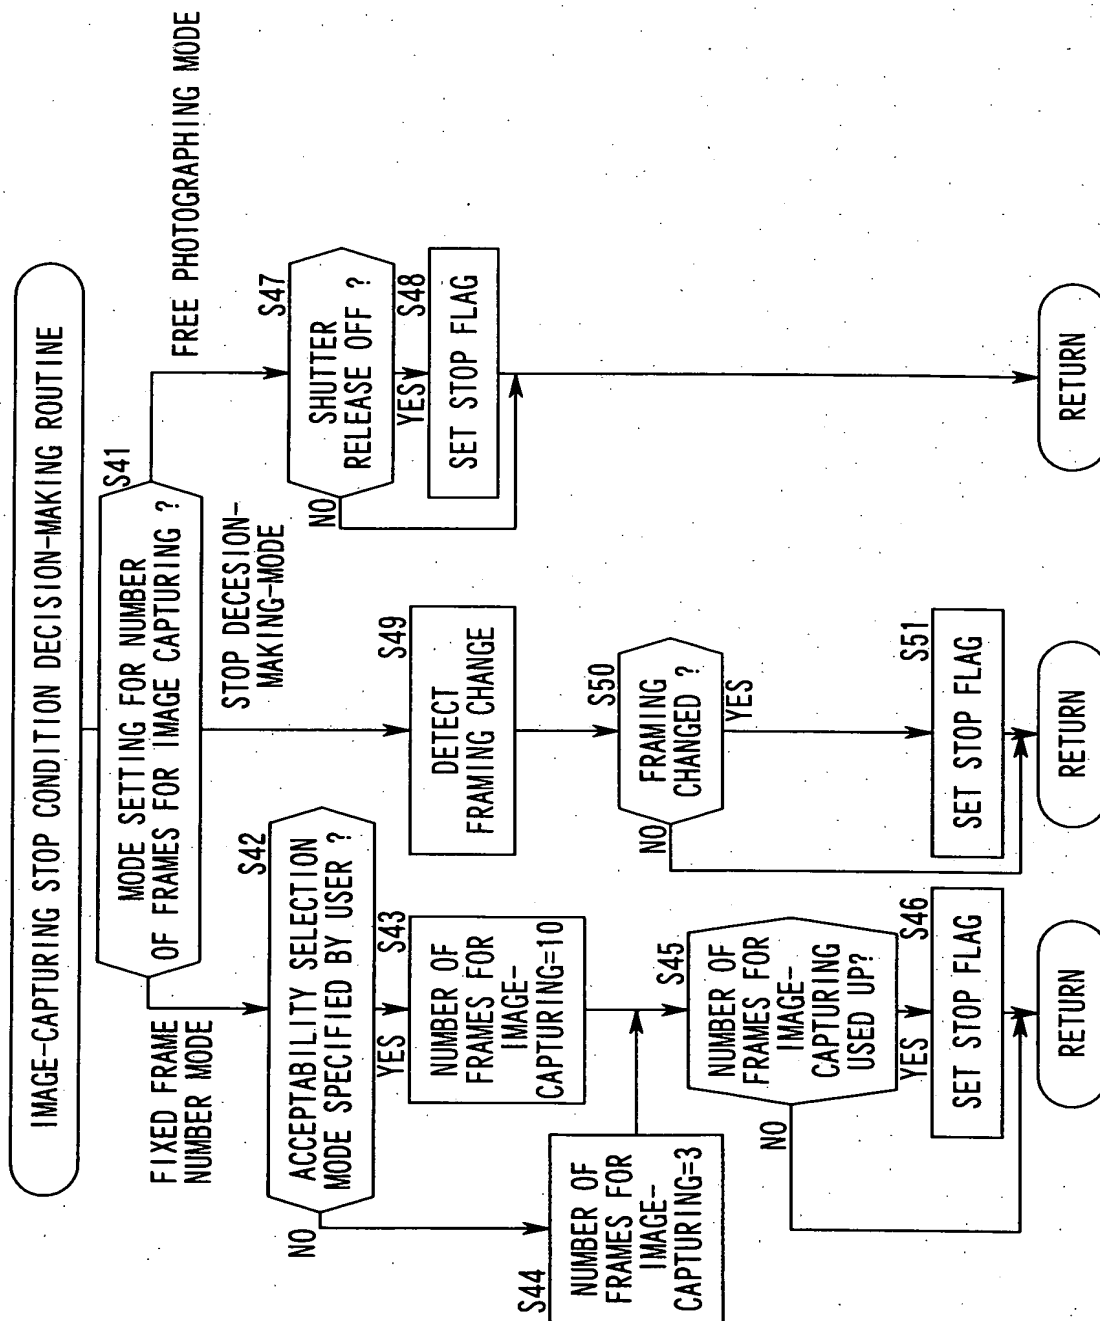 IMAGE-CAPTURING STOP CONDITION DECISION-MAKING ROUTINE
S41
MODE SETTING FOR NUMBER
OF FRAMES FOR IMAGE CAPTURING ?
FIXED FRAME
NUMBER MODE
STOP DECESION-
MAKING-MODE
FREE PHOTOGRAPHING MODE
S42
ACCEPTABILITY SELECTION
MODE SPECIFIED BY USER ?
NO
YES
S43
NUMBER OF
FRAMES FOR
IMAGE-
CAPTURING=10
S44
NUMBER OF
FRAMES FOR
IMAGE-
CAPTURING=3
S45
NUMBER OF
FRAMES FOR
IMAGE-
CAPTURING
USED UP?
NO
YES
S46
SET STOP FLAG
RETURN
S49
DETECT
FRAMING CHANGE
S50
FRAMING
CHANGED ?
NO
YES
S51
SET STOP FLAG
RETURN
S47
SHUTTER
RELEASE OFF ?
NO
YES
S48
SET STOP FLAG
RETURN